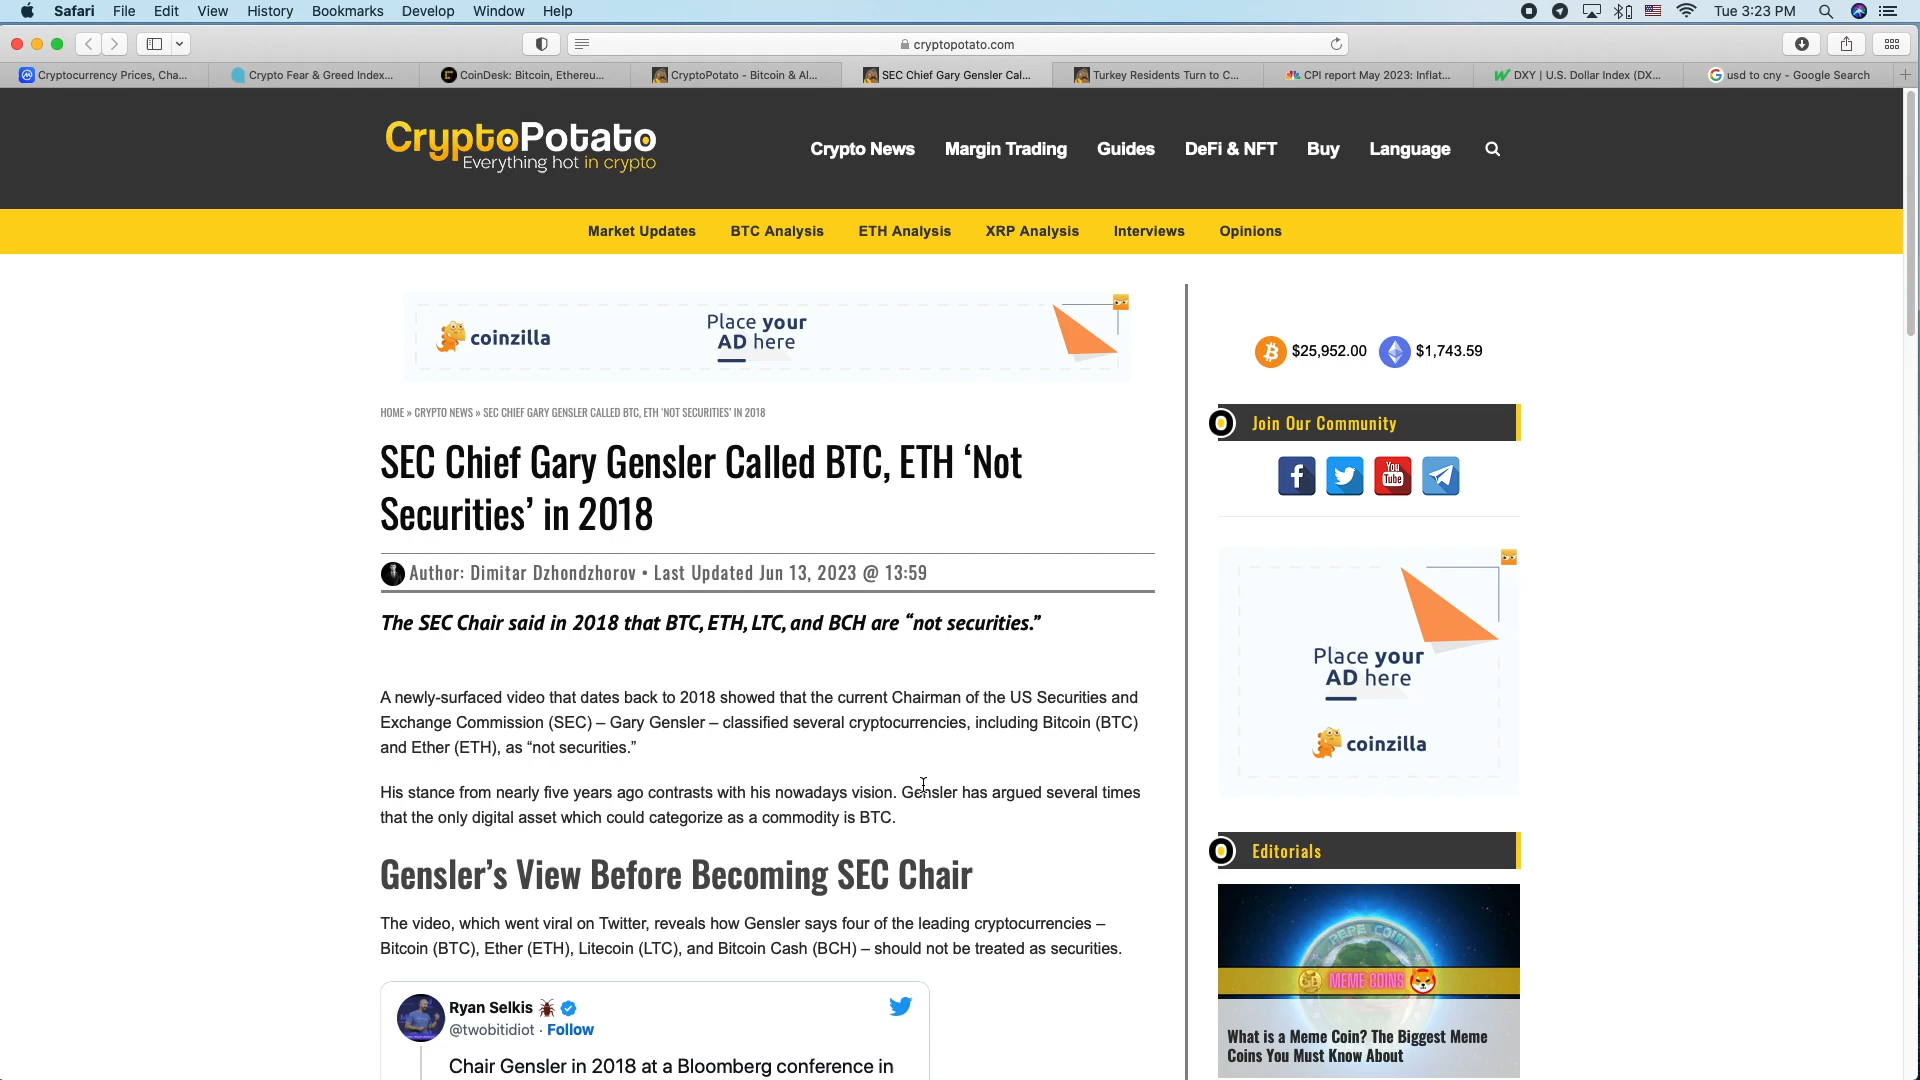 Safari File Edit View History Bookmarks Develop Window Help
Tue 3:23 PM
cryptopotato.com
Cryptocurrency Prices, Cha...
Crypto Fear & Greed Index...
CoinDesk: Bitcoin, Ethereu...
CryptoPotato - Bitcoin & Al...
SEC Chief Gary Gensler Cal...
Turkey Residents Turn to C...
CPI report May 2023: Inflat...
DXY | U.S. Dollar Index (DX...
usd to cny - Google Search
CryptoPotato
Everything hot in crypto
Crypto News Margin Trading Guides DeFi & NFT Buy Language
Market Updates BTC Analysis ETH Analysis XRP Analysis Interviews Opinions
coinzilla
Place your
AD here
HOME » CRYPTO NEWS » SEC CHIEF GARY GENSLER CALLED BTC, ETH ‘NOT SECURITIES’ IN 2018
SEC Chief Gary Gensler Called BTC, ETH ‘Not
Securities’ in 2018
Author: Dimitar Dzhondzhorov • Last Updated Jun 13, 2023 @ 13:59
The SEC Chair said in 2018 that BTC, ETH, LTC, and BCH are “not securities.”
A newly-surfaced video that dates back to 2018 showed that the current Chairman of the US Securities and
Exchange Commission (SEC) – Gary Gensler – classified several cryptocurrencies, including Bitcoin (BTC)
and Ether (ETH), as “not securities.”
His stance from nearly five years ago contrasts with his nowadays vision. Gensler has argued several times
that the only digital asset which could categorize as a commodity is BTC.
Gensler’s View Before Becoming SEC Chair
The video, which went viral on Twitter, reveals how Gensler says four of the leading cryptocurrencies –
Bitcoin (BTC), Ether (ETH), Litecoin (LTC), and Bitcoin Cash (BCH) – should not be treated as securities.
Ryan Selkis
@twobitidiot · Follow
Chair Gensler in 2018 at a Bloomberg conference in
$25,952.00 $1,743.59
Join Our Community
You
Tube
Place your
AD here
coinzilla
Editorials
PEPE COIN
MEME COINS
What is a Meme Coin? The Biggest Meme
Coins You Must Know About